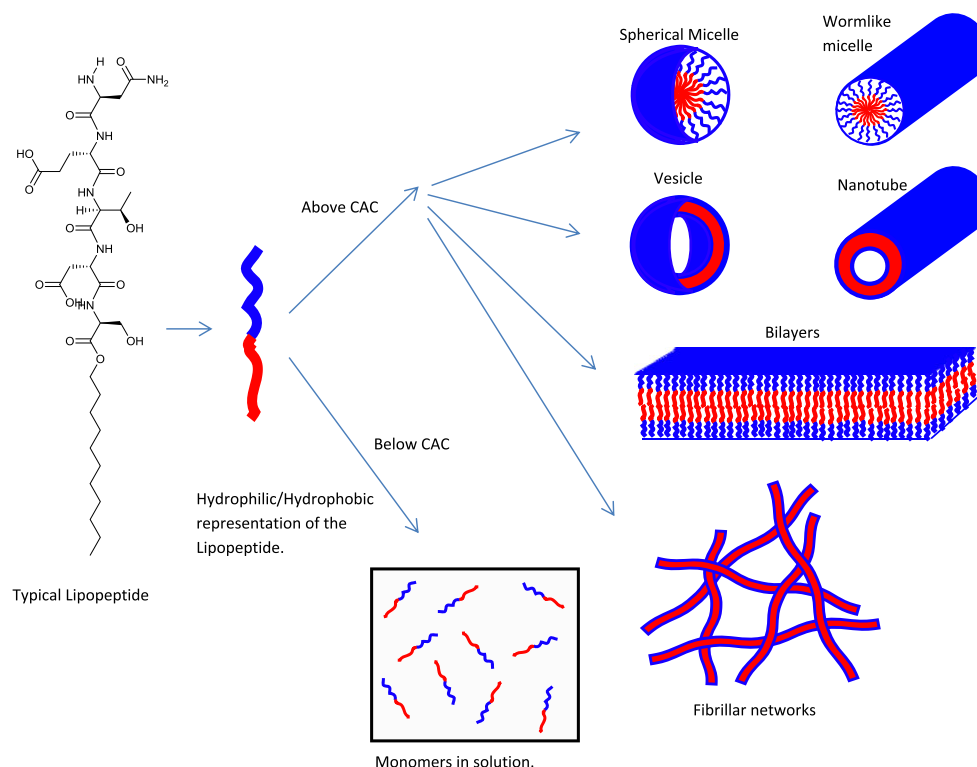 Spherical Micelle
Wormlike
micelle
Vesicle
Nanotube
Bilayers
Above CAC
Below CAC
Hydrophilic/Hydrophobic
representation of the
Lipopeptide.
Typical Lipopeptide
Fibrillar networks
Monomers in solution.
H
HN
O
NH₂
O
NH
HO
O
O
HN
H
OH
O
NH
O
O
OH
HN
OH
O
O